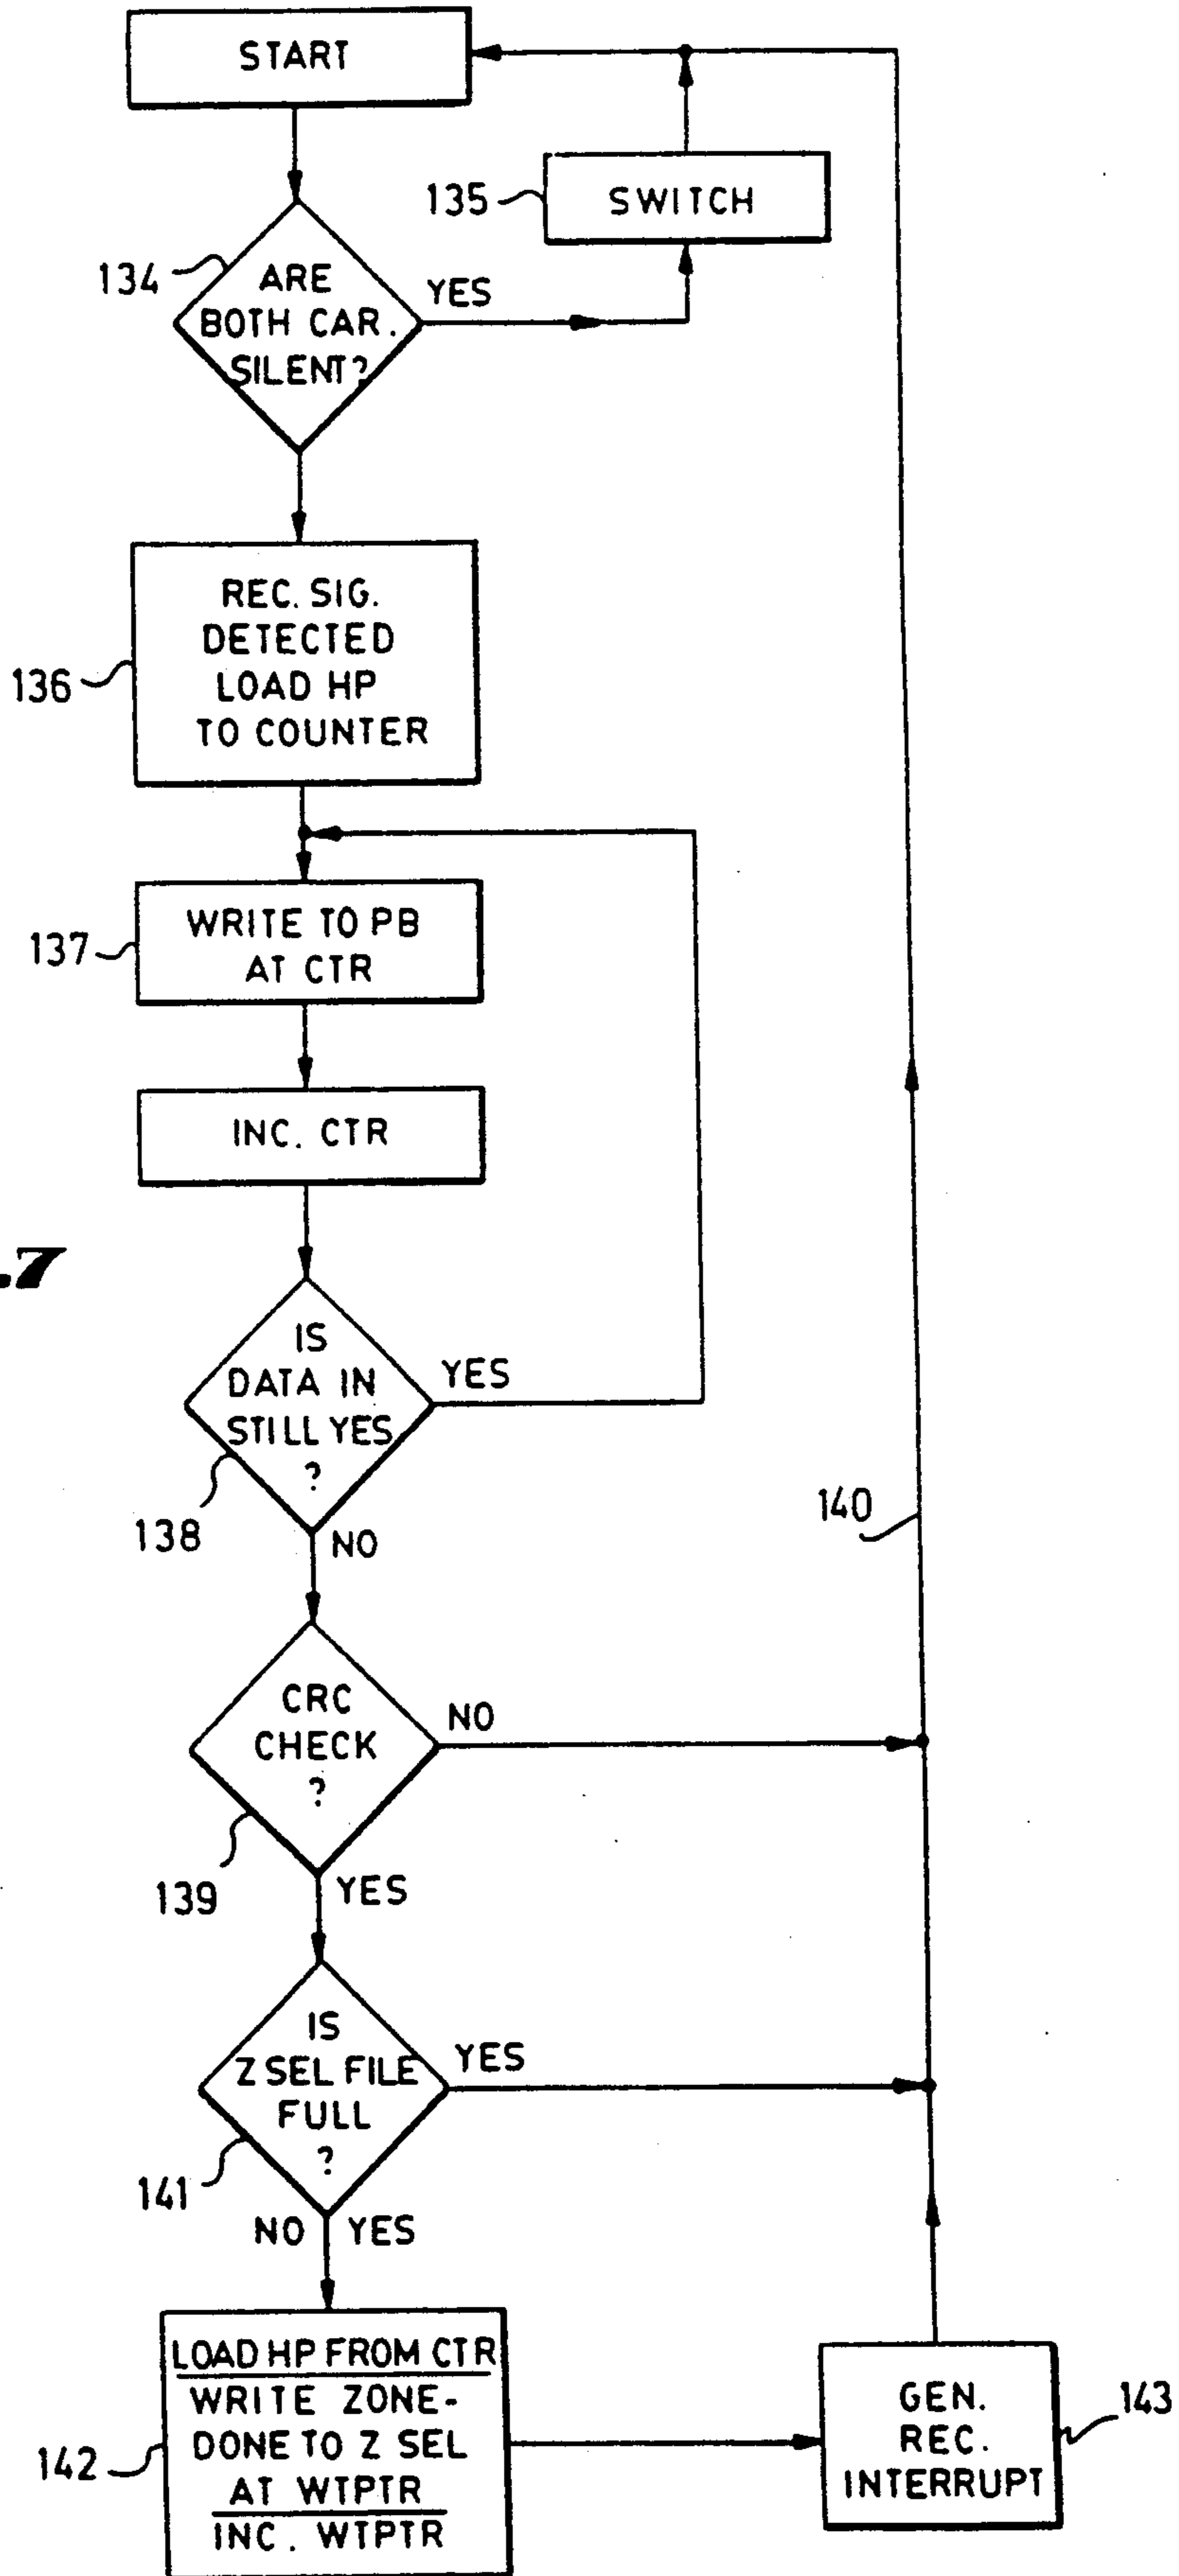 START
135
SWITCH
134
ARE
BOTH CAR.
SILENT?
YES
136
REC. SIG.
DETECTED
LOAD HP
TO COUNTER
137
WRITE TO PB
AT CTR
INC. CTR
.7
IS
DATA IN
STILL YES
?
YES
138
NO
140
CRC
CHECK
?
NO
139
YES
IS
Z SEL FILE
FULL
?
YES
141
NO YES
142
LOAD HP FROM CTR
WRITE ZONE-
DONE TO Z SEL
AT WTPTR
INC. WTPTR
GEN.
REC.
INTERRUPT
143